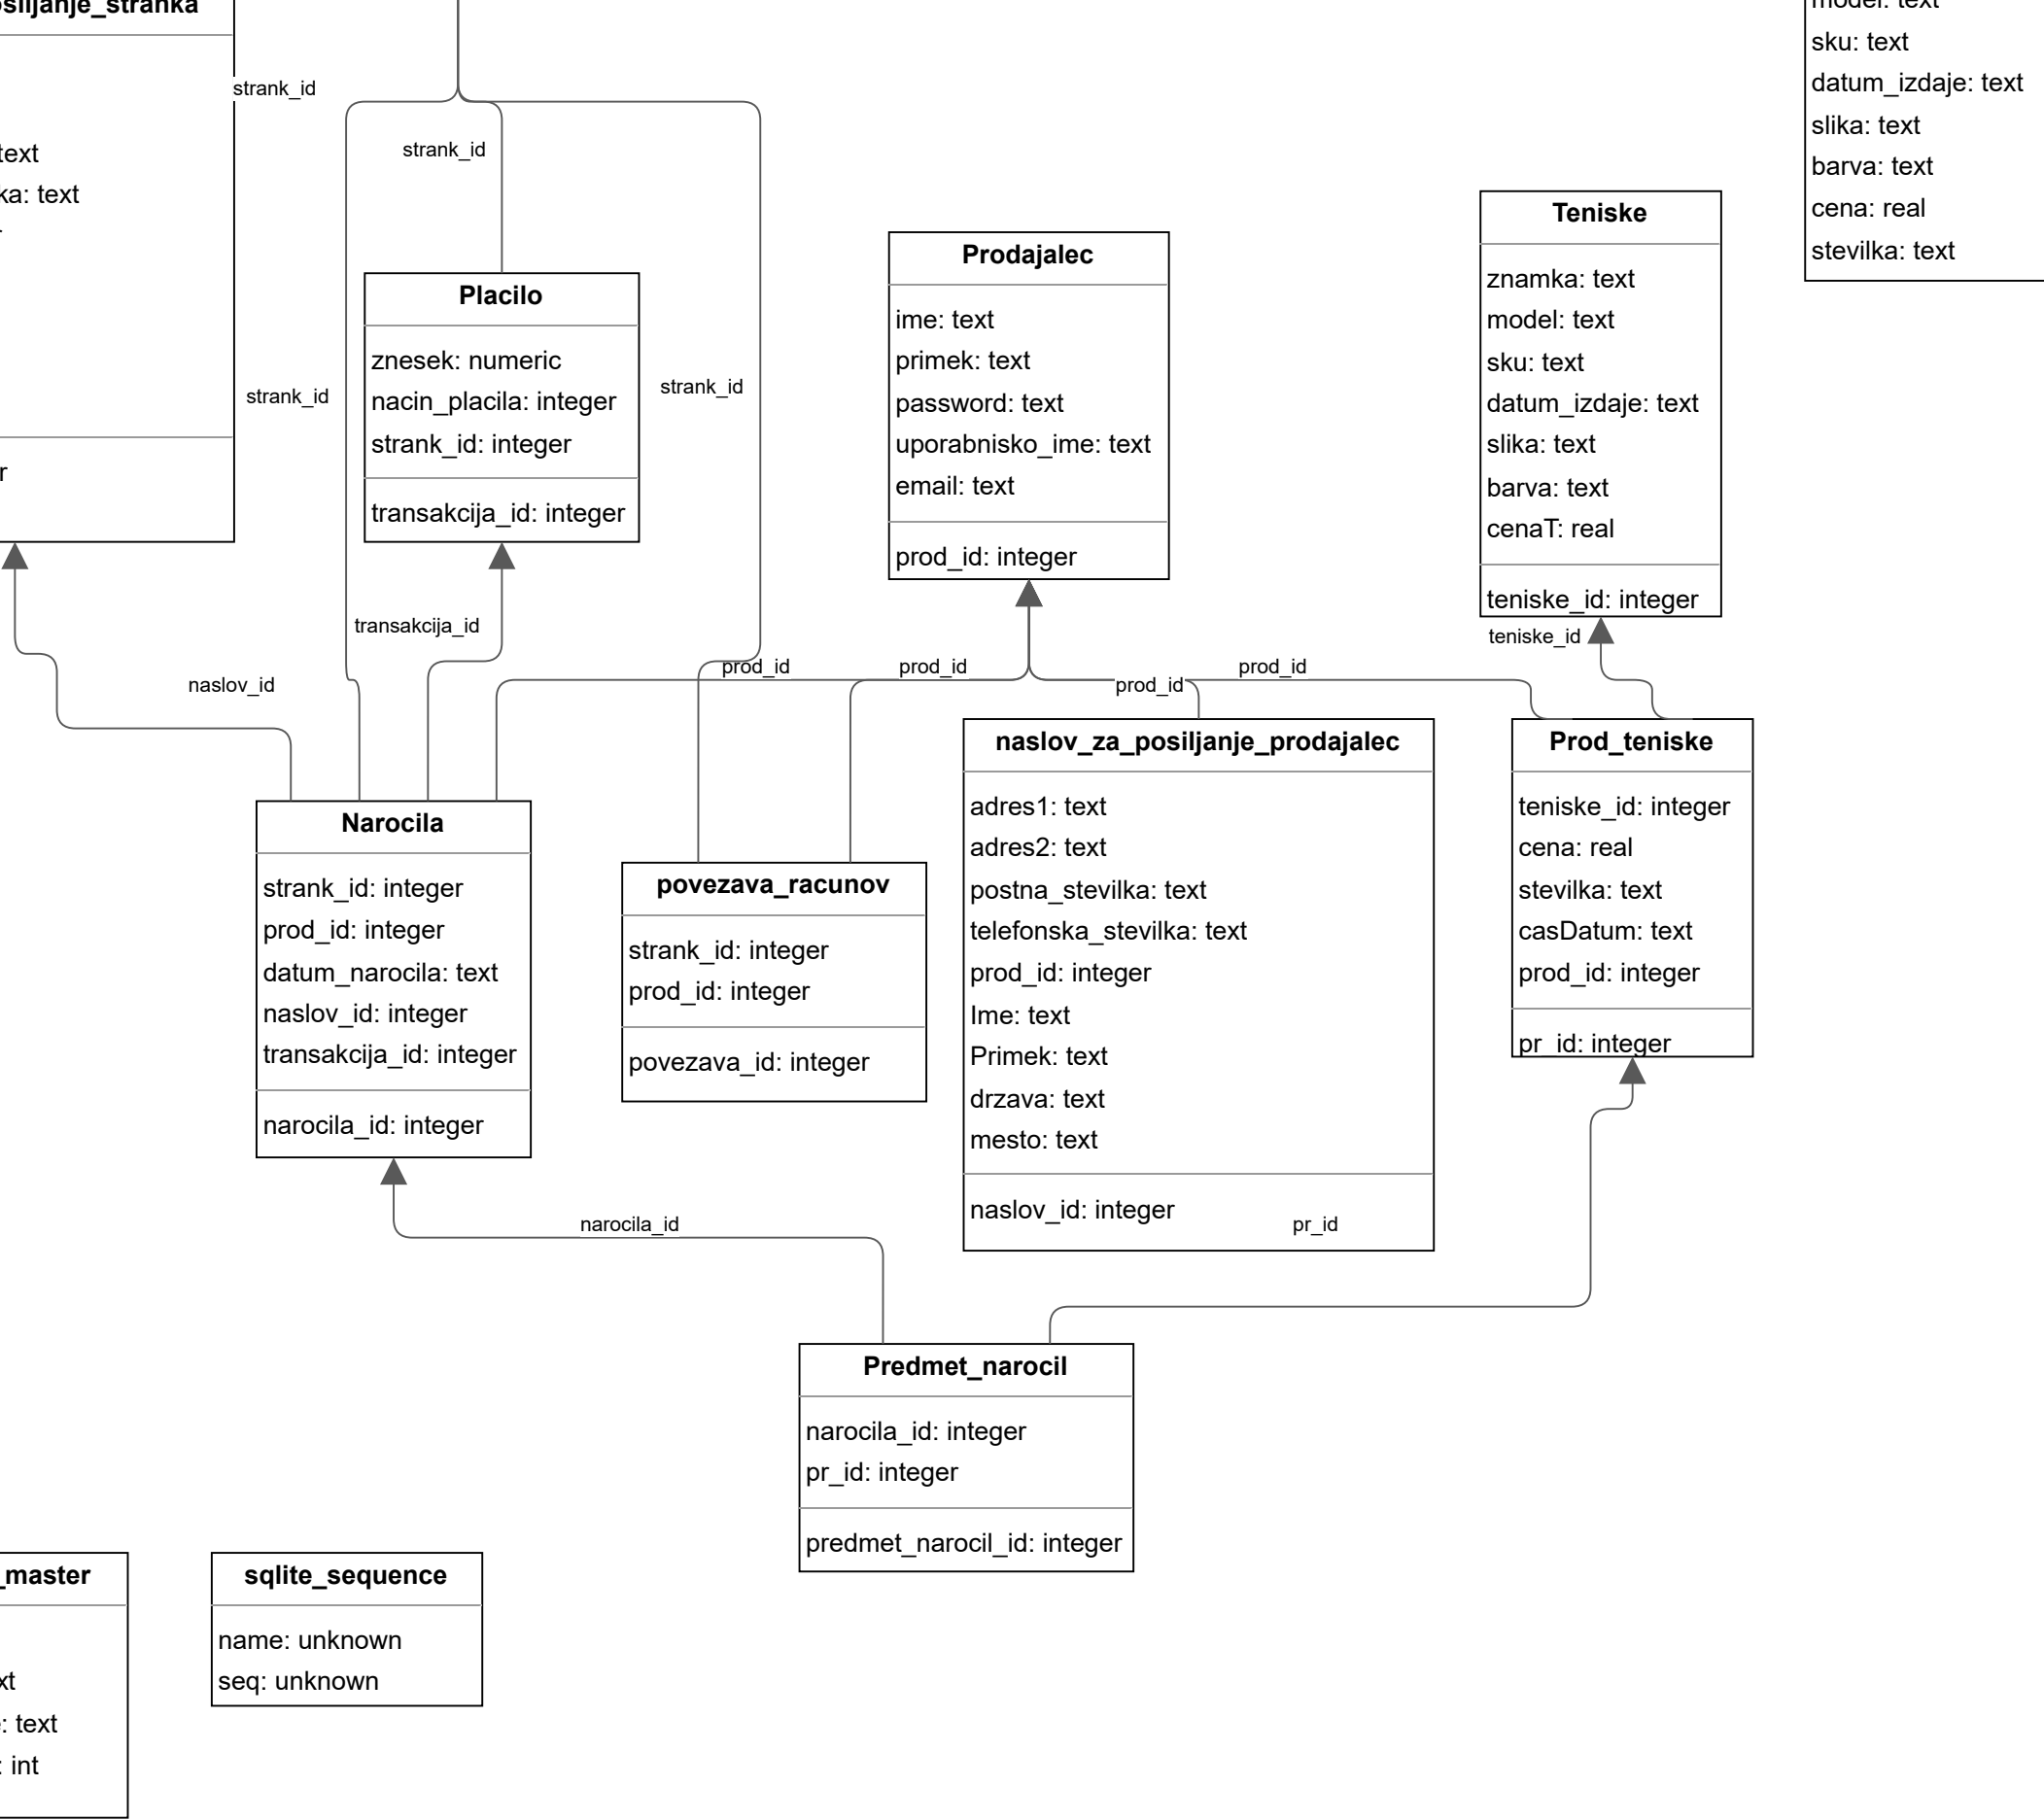 strank_id
text
text
strank_id
strank_id
strank_id
strank_id
Placilo
znesek: numeric
nacin_placila: integer
strank_id: integer
transakcija_id: integer
Prodajalec
ime: text
primek: text
password: text
uporabnisko_ime: text
email: text
prod_id: integer
Teniske
znamka: text
model: text
sku: text
datum_izdaje: text
slika: text
barva: text
cenaT: real
teniske_id: integer
sku: text
datum_izdaje: text
slika: text
barva: text
cena: real
stevilka: text
naslov_id
transakcija_id
prod_id
prod_id
prod_id
prod_id
teniske_id
Narocila
strank_id: integer
prod_id: integer
datum_narocila: text
naslov_id: integer
transakcija_id: integer
narocila_id: integer
povezava_racunov
strank_id: integer
prod_id: integer
povezava_id: integer
naslov_za_posiljanje_prodajalec
adres1: text
adres2: text
postna_stevilka: text
telefonska_stevilka: text
prod_id: integer
Ime: text
Primek: text
drzava: text
mesto: text
naslov_id: integer
Prod_teniske
teniske_id: integer
cena: real
stevilka: text
casDatum: text
prod_id: integer
pr_id: integer
narocila_id
pr_id
Predmet_narocil
narocila_id: integer
pr_id: integer
predmet_narocil_id: integer
_master
: text
: int
sqlite_sequence
name: unknown
seq: unknown